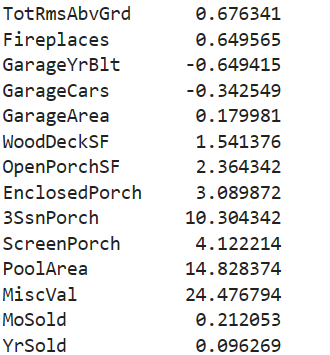 TotRmsAbvGrd 0.676341
Fireplaces 0.649565
GarageYrBlt -0.649415
GarageCars -0.342549
GarageArea 0.179981
WoodDeckSF 1.541376
OpenPorchSF 2.364342
EnclosedPorch 3.089872
3SsnPorch 10.304342
ScreenPorch 4.122214
PoolArea 14.828374
MiscVal 24.476794
MoSold 0.212053
YrSold 0.096269